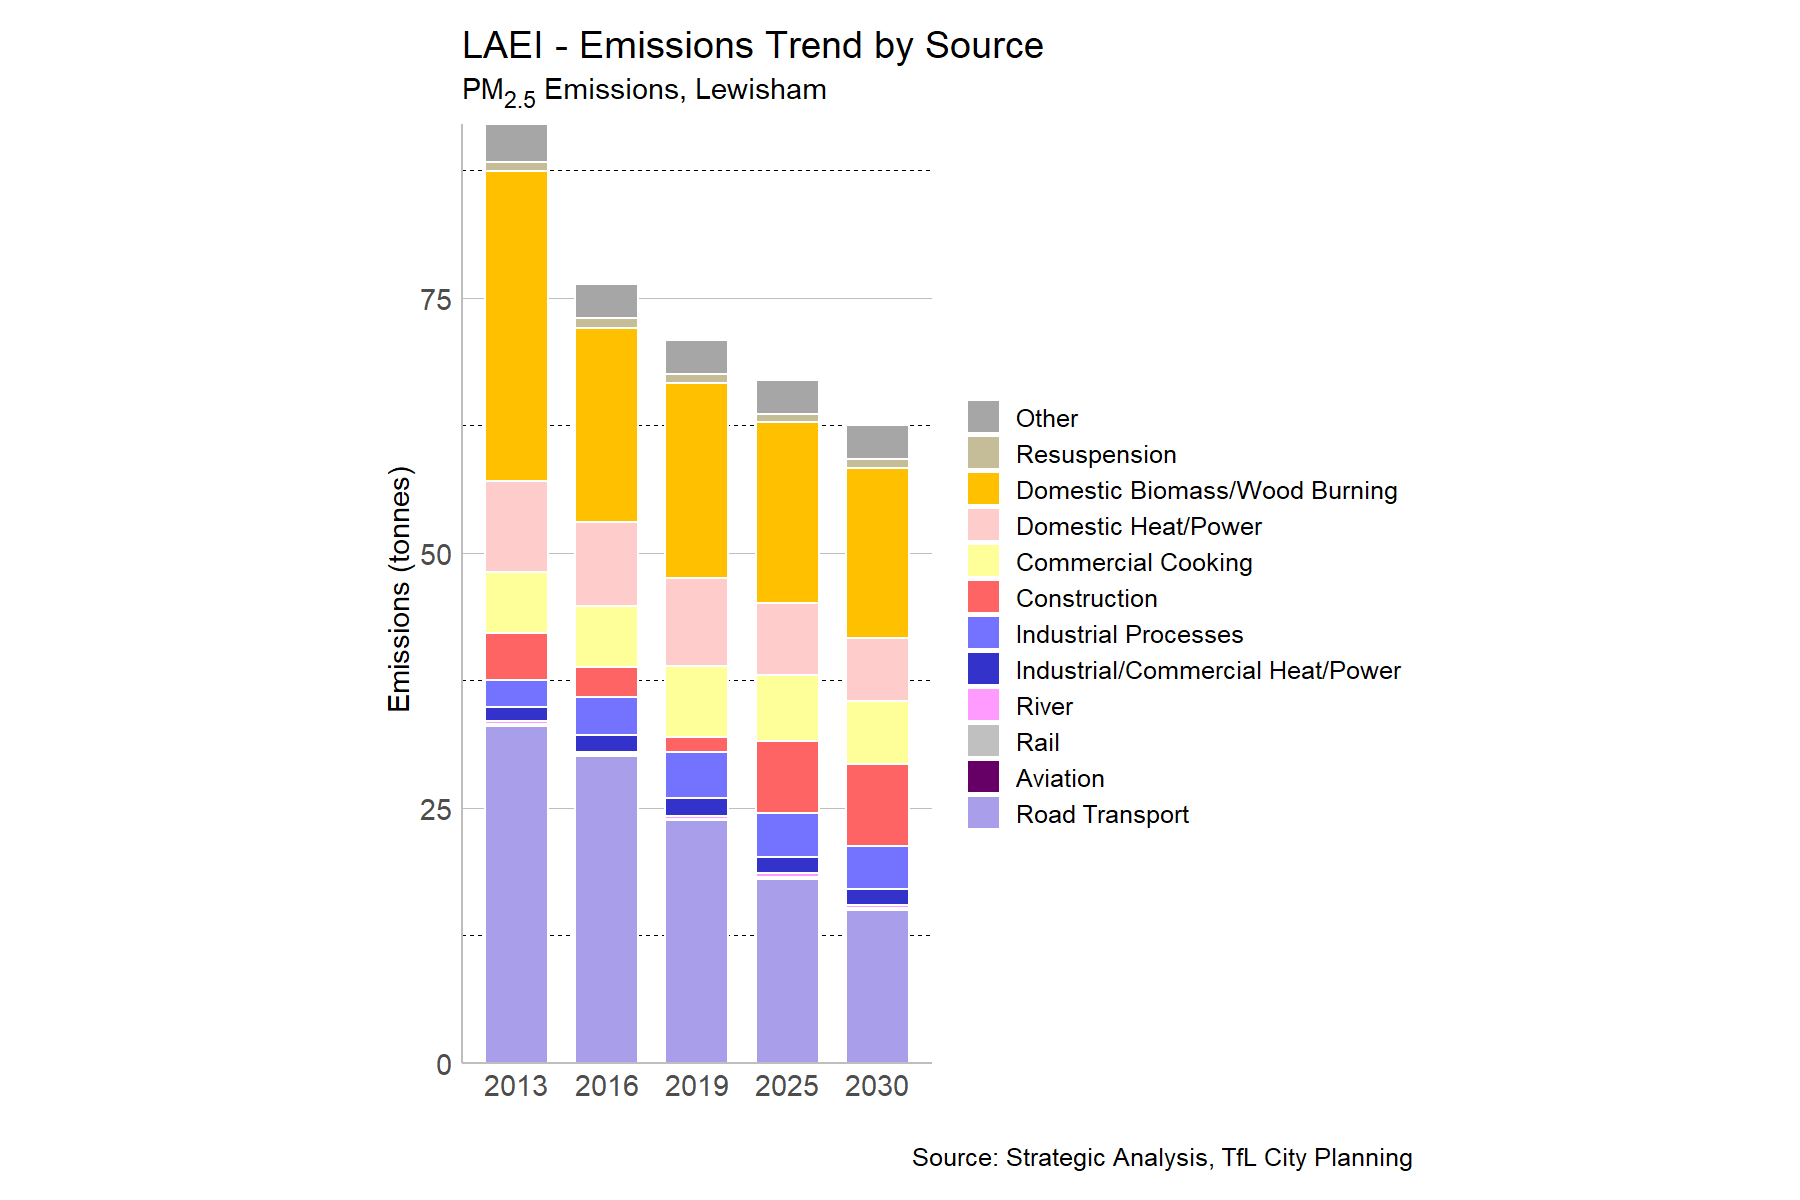 LAEI - Emissions Trend by Source
PM2.5 Emissions, Lewisham
Emissions (tonnes)
75
50
25
0
2013 2016 2019 2025 2030
Other
Resuspension
Domestic Biomass/Wood Burning
Domestic Heat/Power
Commercial Cooking
Construction
Industrial Processes
Industrial/Commercial Heat/Power
River
Rail
Aviation
Road Transport
Source: Strategic Analysis, TfL City Planning